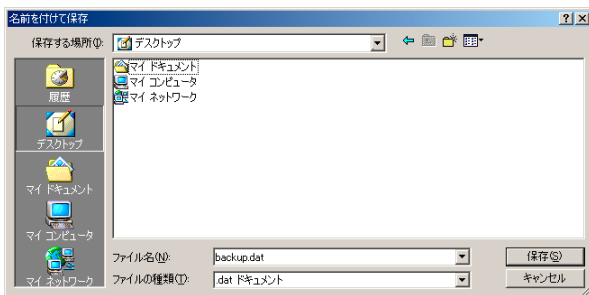 名前を付けて保存
保存する場所(I):
デスクトップ
履歴
デスクトップ
マイ ドキュメント
マイ コンピュータ
マイ ネットワーク
マイ ドキュメント
マイ コンピュータ
マイ ネットワーク
ファイル名(N):
backup.dat
保存(S)
ファイルの種類(T):
.dat ドキュメント
キャンセル